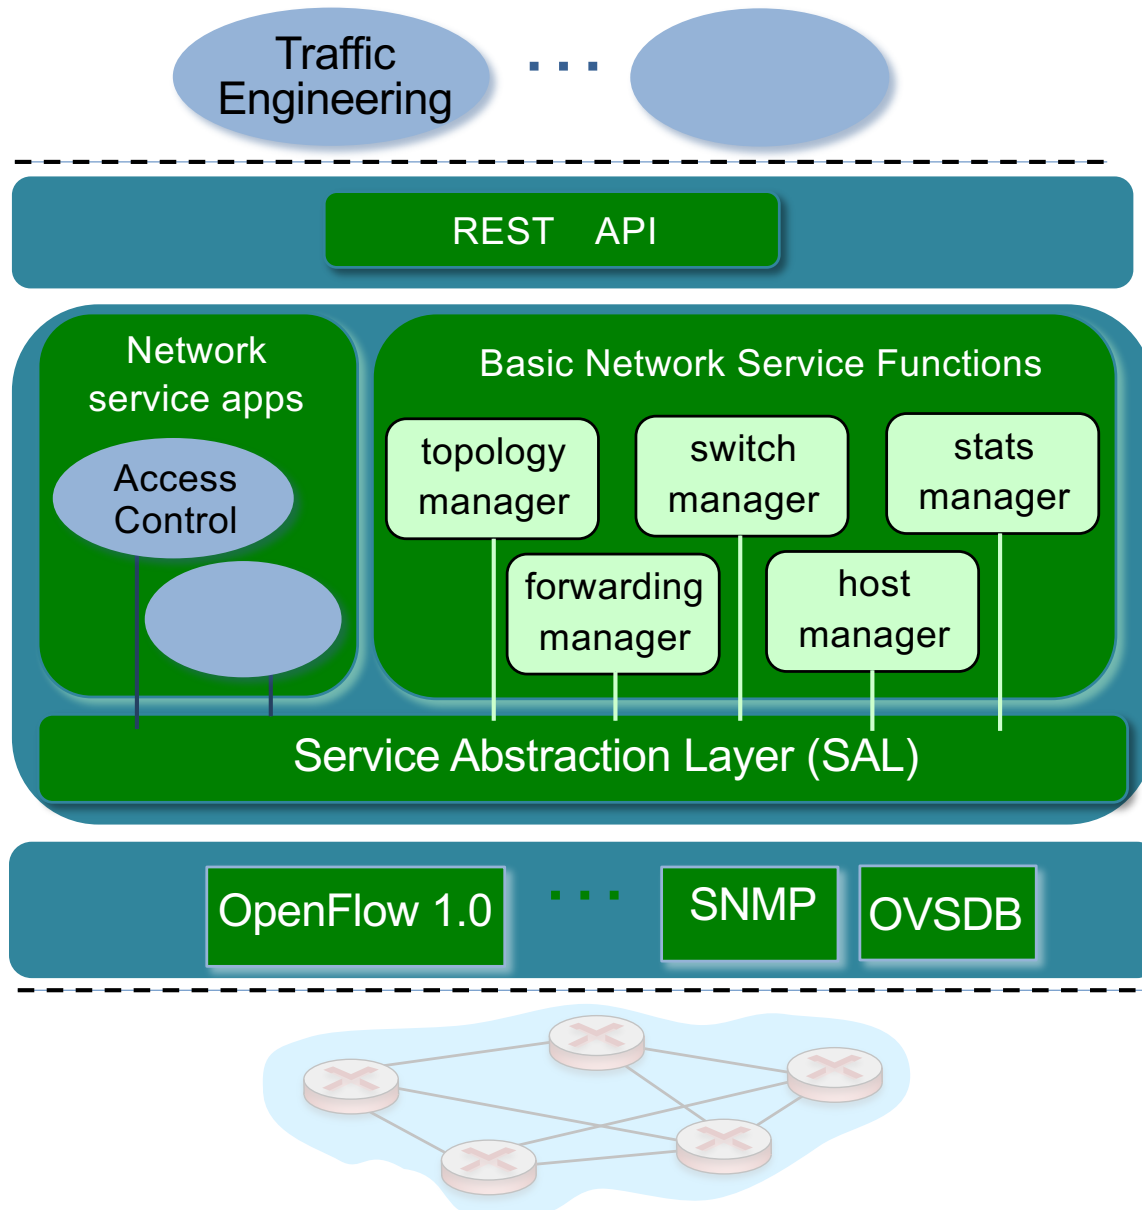 Traffic
Engineering
...
REST API
Network
service apps
Basic Network Service Functions
topology
manager
switch
manager
stats
manager
Access
Control
forwarding
manager
host
manager
Service Abstraction Layer (SAL)
OpenFlow 1.0
...
SNMP
OVSDB